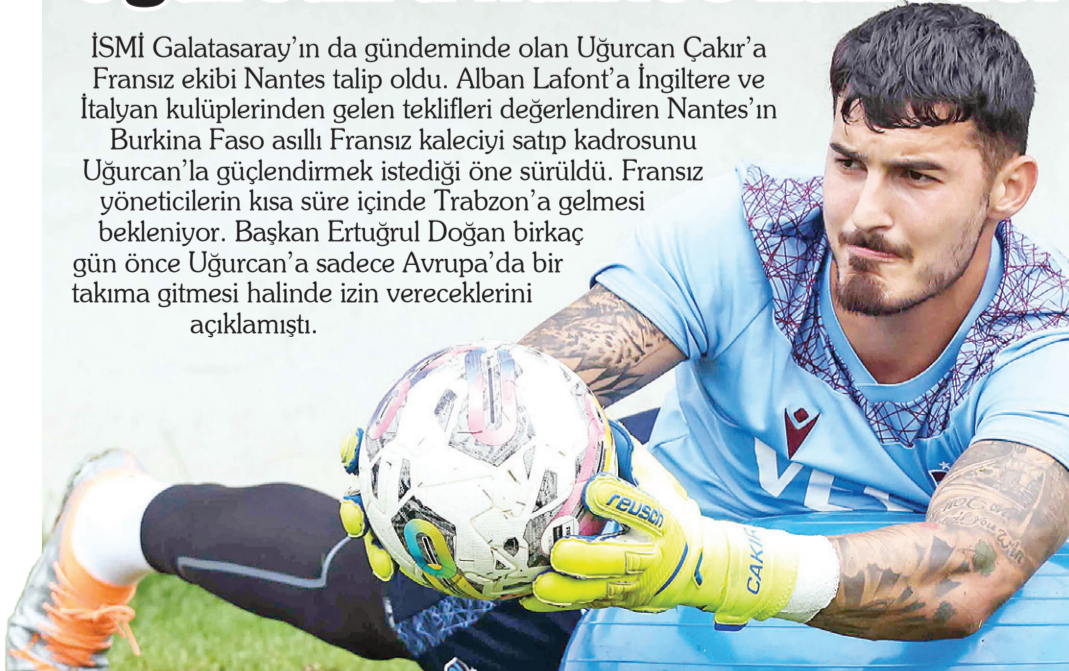 İSMİ Galatasaray’ın da gündeminde olan Uğurcan Çakır’a
Fransız ekibi Nantes talip oldu. Alban Lafont’a İngiltere ve
İtalyan kulüplerinden gelen teklifleri değerlendiren Nantes’ın
Burkina Faso asıllı Fransız kaleciyi satıp kadrosunu
Uğurcan’la güçlendirmek istediği öne sürüldü. Fransız
yöneticilerin kısa süre içinde Trabzon’a gelmesi
bekleniyor. Başkan Ertuğrul Doğan birkaç
gün önce Uğurcan’a sadece Avrupa’da bir
takıma gitmesi halinde izin vereceklerini
açıklamıştı.
reusch
ÇAKIR